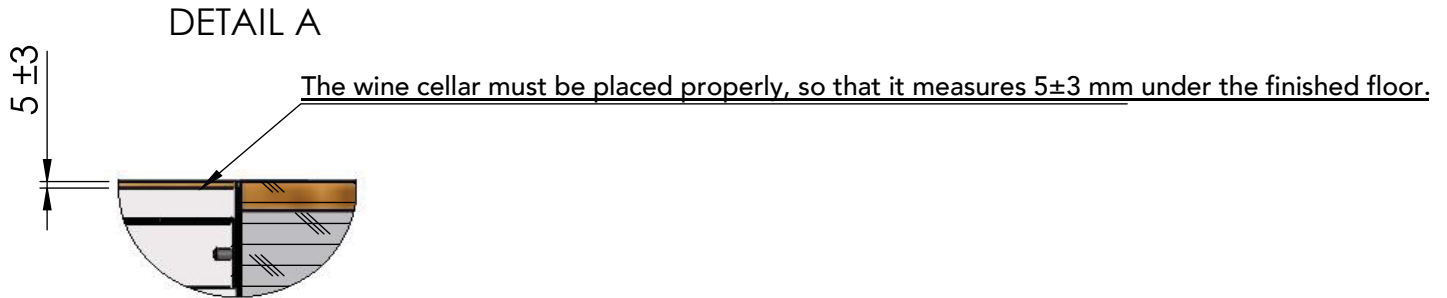 DETAIL A
5 ±3
The wine cellar must be placed properly, so that it measures 5±3 mm under the finished floor.